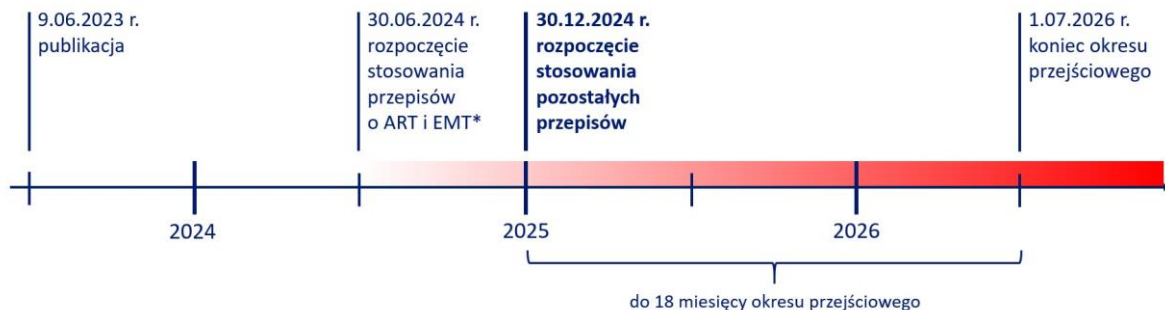 9.06.2023 r.
publikacja
30.06.2024 r.
rozpoczęcie
stosowania
przepisów
o ART i EMT*
30.12.2024 r.
rozpoczęcie
stosowania
pozostałych
przepisów
1.07.2026 r.
koniec okresu
przejściowego
2024
2025
2026
do 18 miesięcy okresu przejściowego